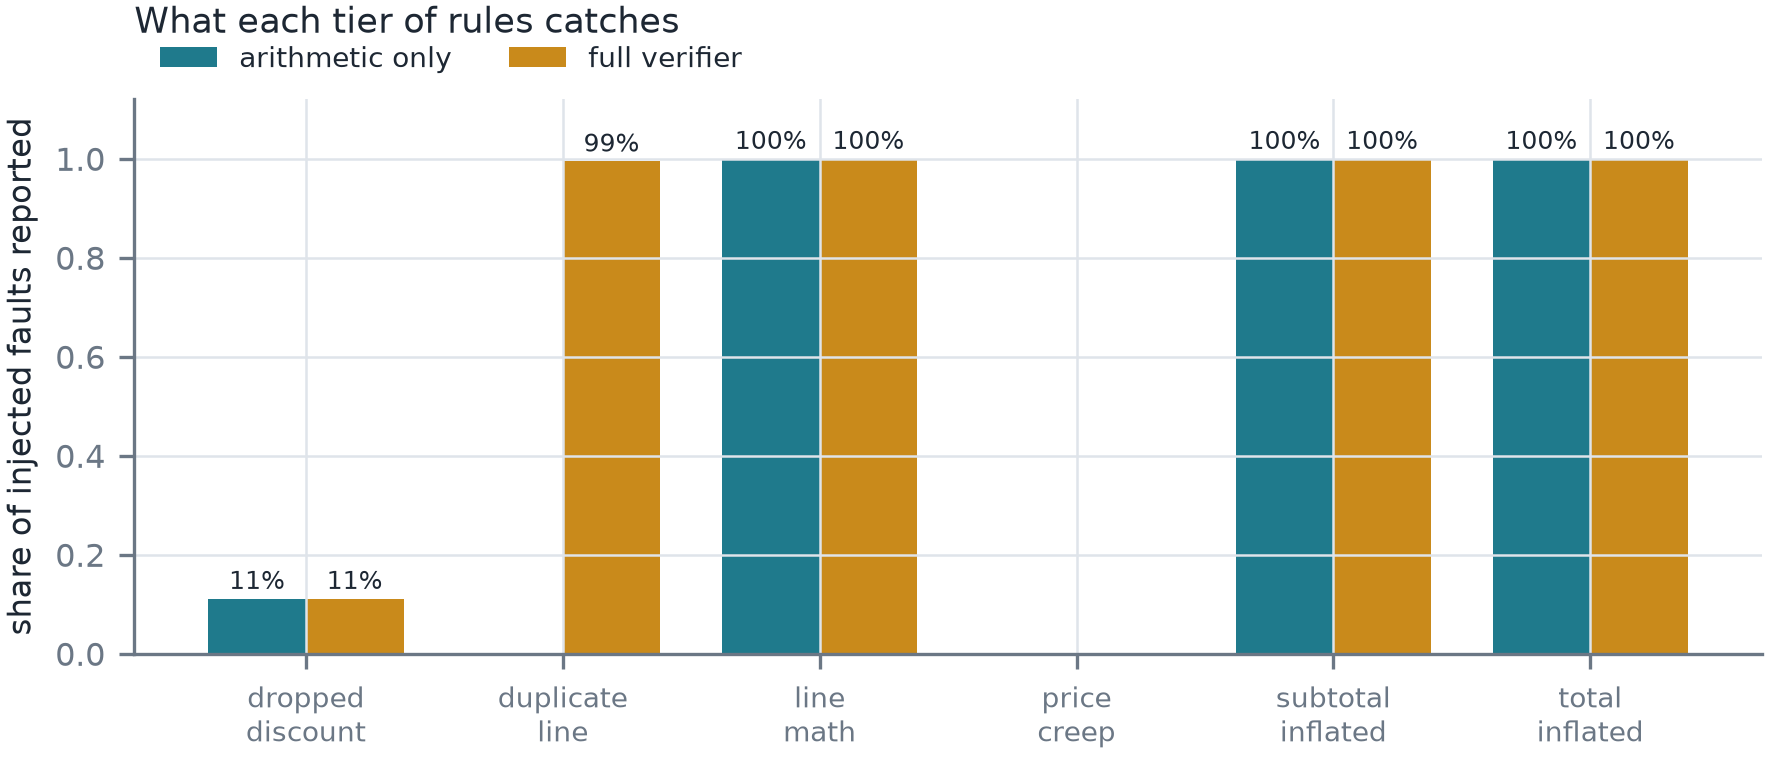 What each tier of rules catches
arithmetic only
full verifier
share of injected faults reported
1.0
0.8
0.6
0.4
0.2
0.0
11%
11%
99%
100%
100%
100%
100%
100%
100%
dropped
discount
duplicate
line
line
math
price
creep
subtotal
inflated
total
inflated